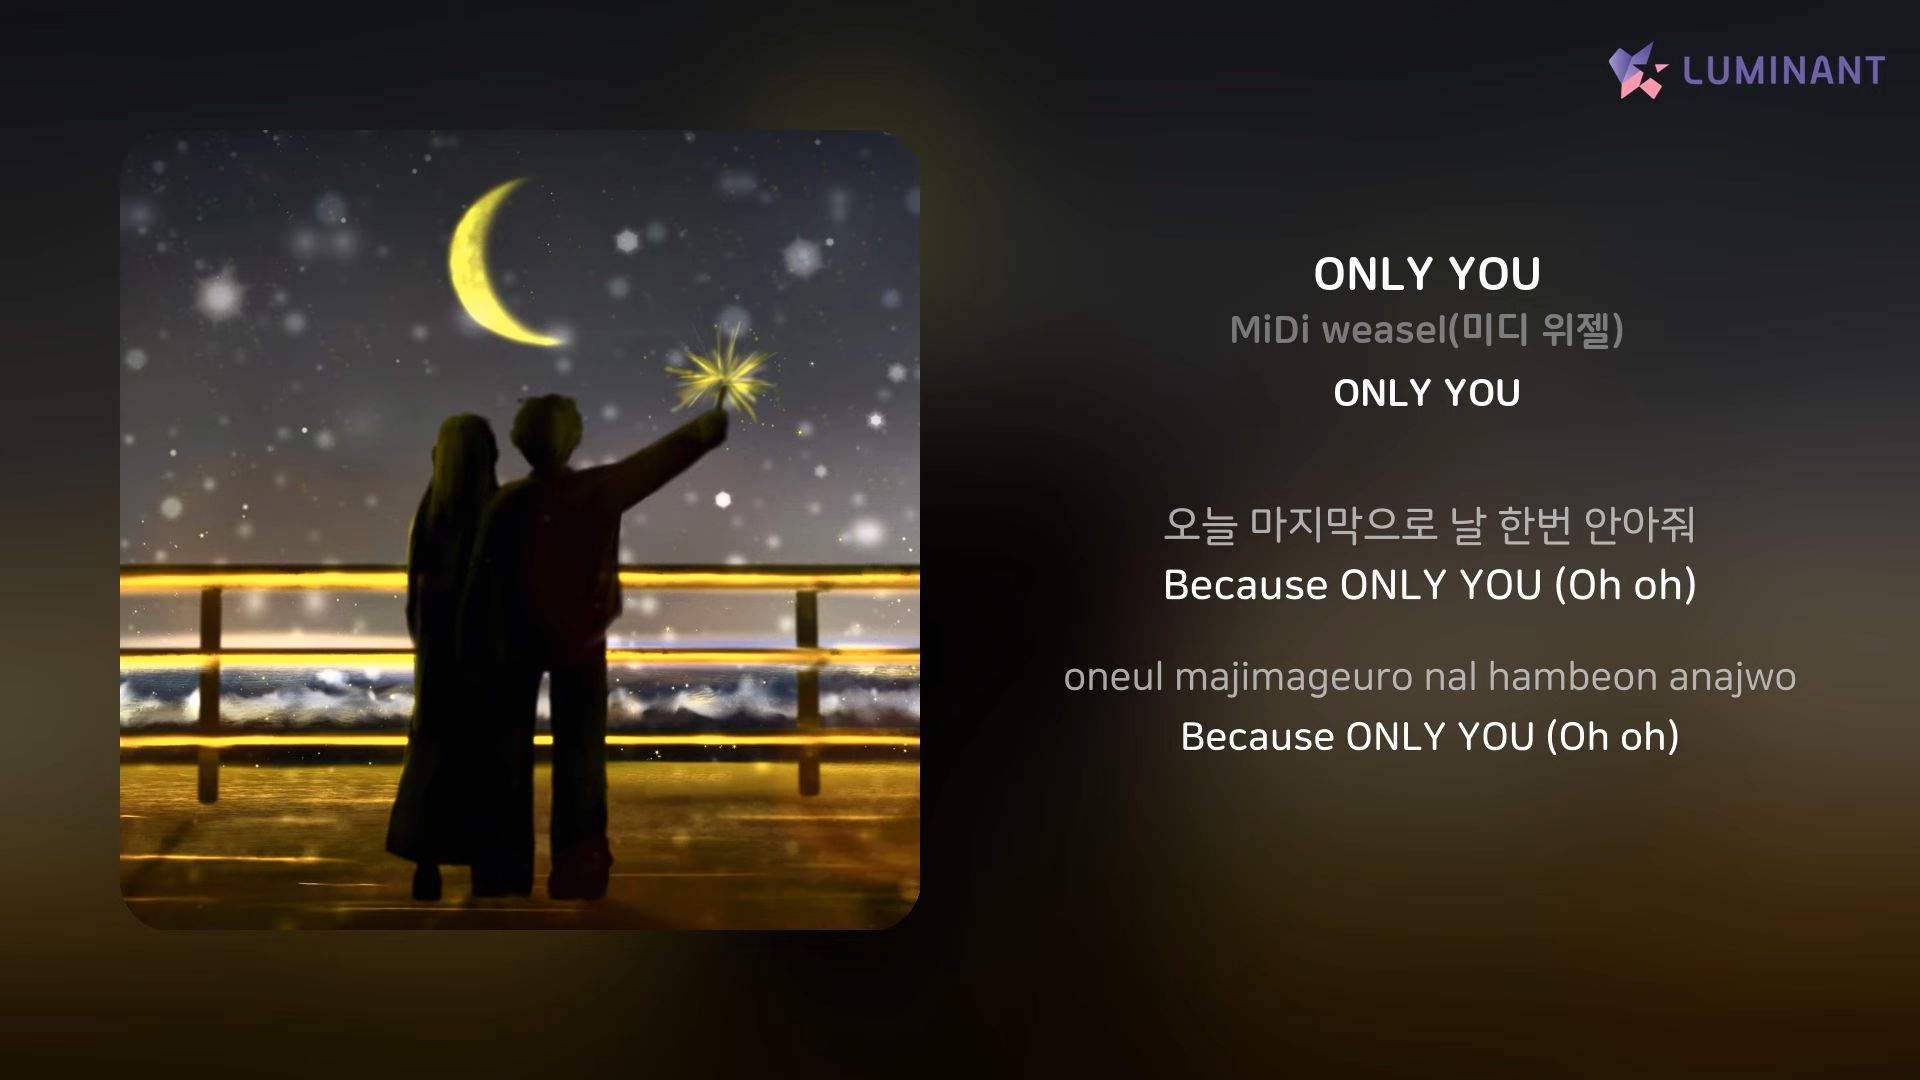 LUMINANT
ONLY YOU
MiDi weasel(미디 위젤)
ONLY YOU
오늘 마지막으로 날 한번 안아줘
Because ONLY YOU (Oh oh)
oneul majimageuro nal hambeon anajwo
Because ONLY YOU (Oh oh)